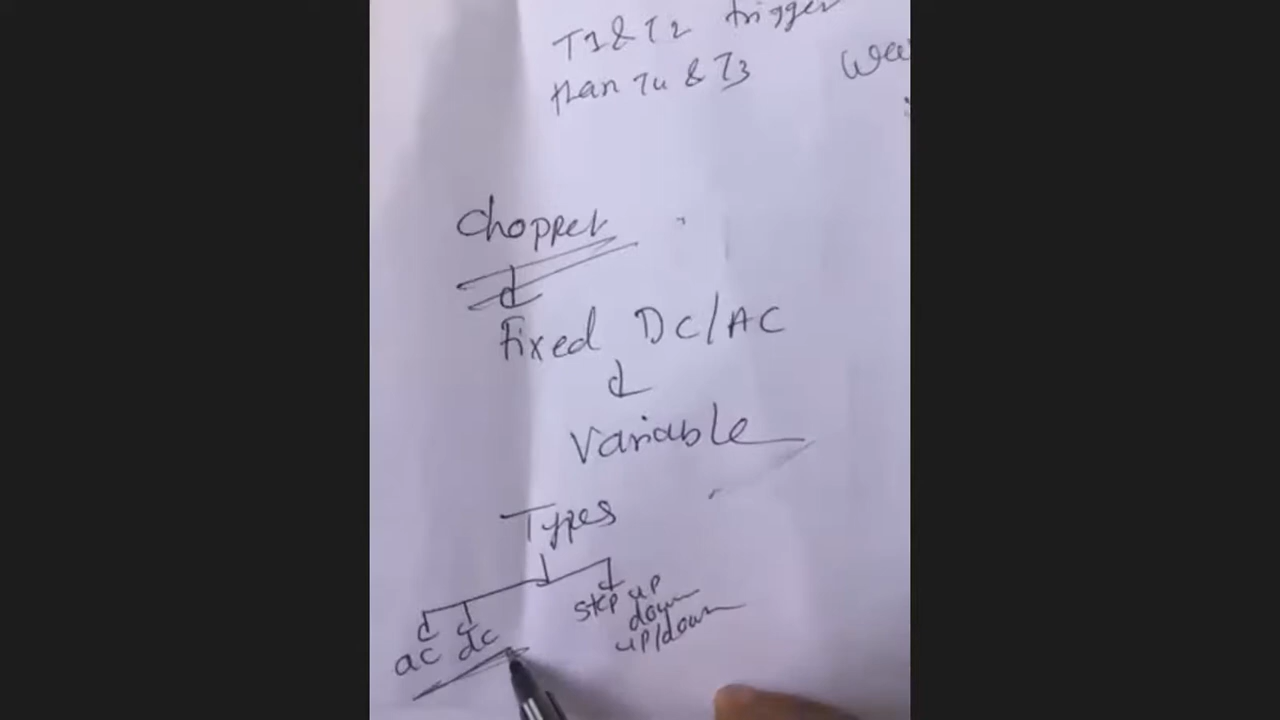 T1 & T2 trigger
than T4 & T3
Chopper
Fixed DC/AC
Variable
Types
ac dc step up
down
up/down